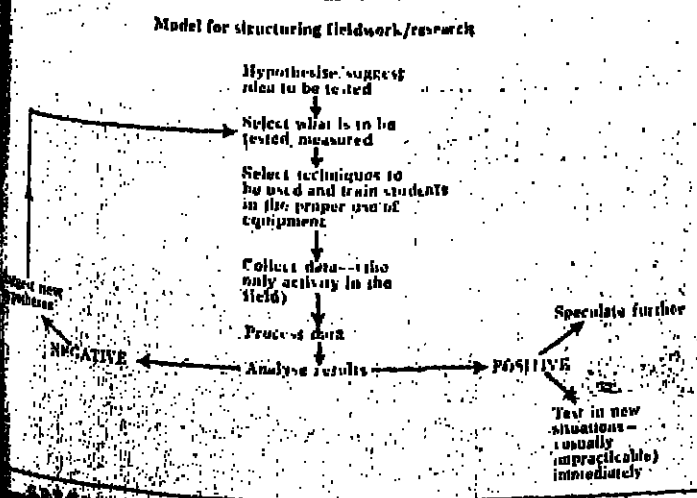 Model for structuring fieldwork/research
Hypothesise/suggest
idea to be tested
Select what is to be
tested, measured
Select techniques to
be used and train students
in the proper use of
equipment
Collect data—(the
only activity in the
field)
Process data
Analyse results
NEGATIVE
new
hypotheses
POSITIVE
Speculate further
Test in new
situations—
(usually
impracticable)
immediately